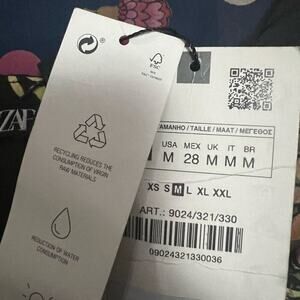 ZAR
FSC
RECYCLING REDUCES THE
CONSUMPTION OF VIRGIN
RAW MATERIALS
REDUCTION OF WATER
CONSUMPTION
TAMANHO / TAILLE / MAAT / ΜΕΓΕΘΟΣ
USA MEX UK IT BR
M 28 M M M
XS S M L XL XXL
ART.: 9024/321/330
09024321330036